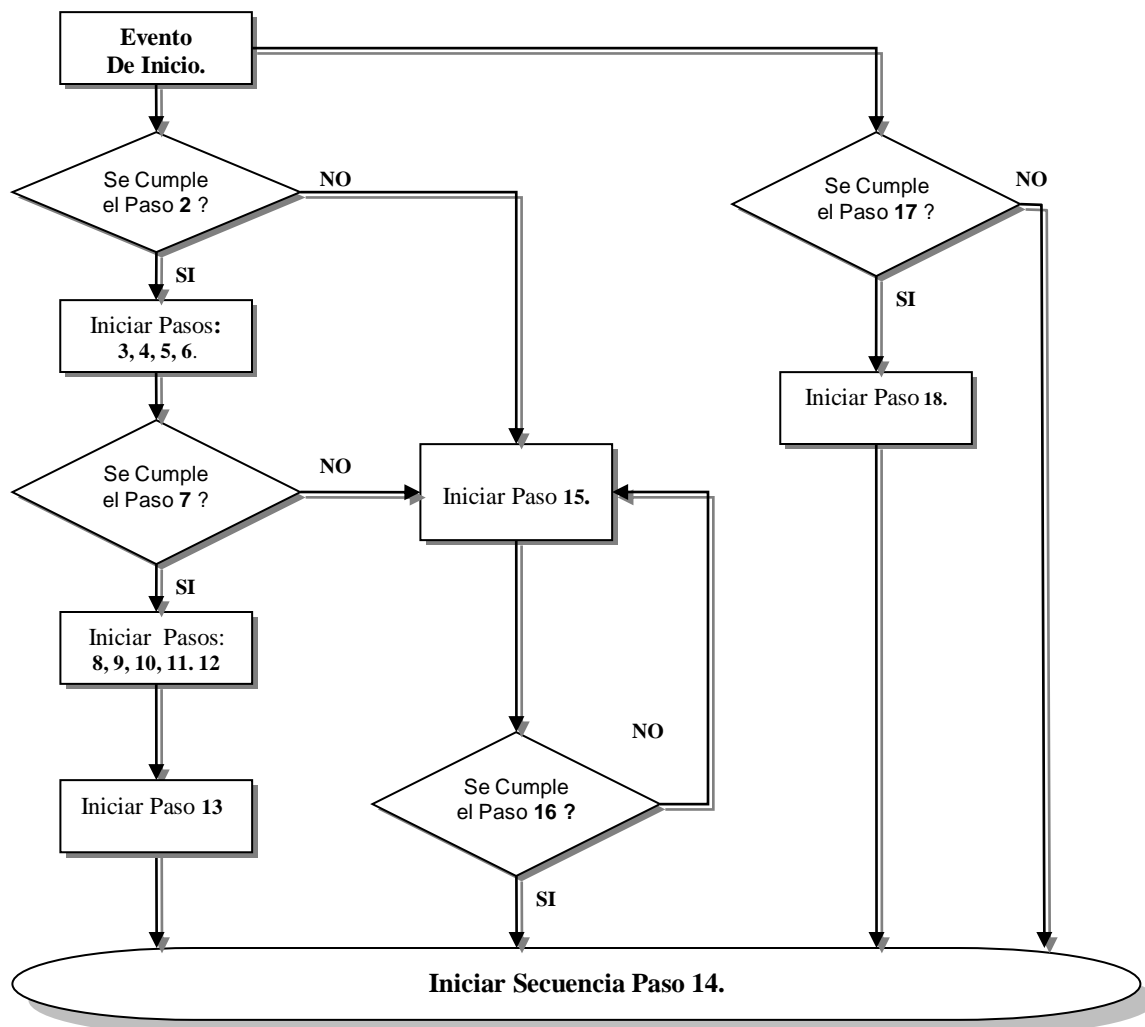 Evento
De Inicio.
Se Cumple
el Paso 2 ?
NO
SI
Iniciar Pasos:
3, 4, 5, 6.
Se Cumple
el Paso 7 ?
NO
SI
Iniciar Pasos:
8, 9, 10, 11. 12
Iniciar Paso 13
Iniciar Paso 15.
Se Cumple
el Paso 16 ?
NO
SI
Se Cumple
el Paso 17 ?
NO
SI
Iniciar Paso 18.
Iniciar Secuencia Paso 14.